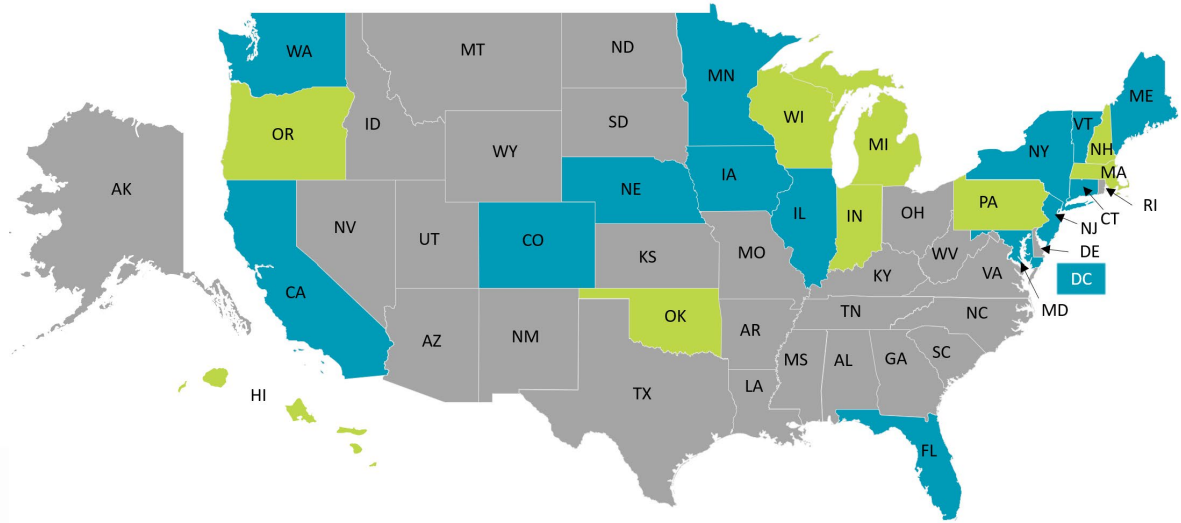 WA
MT
ND
MN
ME
VT
NH
OR
ID
SD
WI
MI
NY
MA
WY
AK
NE
IA
IL
IN
OH
PA
RI
CT
NJ
NV
UT
CO
KS
MO
KY
WV
VA
DE
DC
MD
CA
AZ
NM
OK
AR
TN
NC
SC
MS
AL
GA
LA
TX
HI
FL